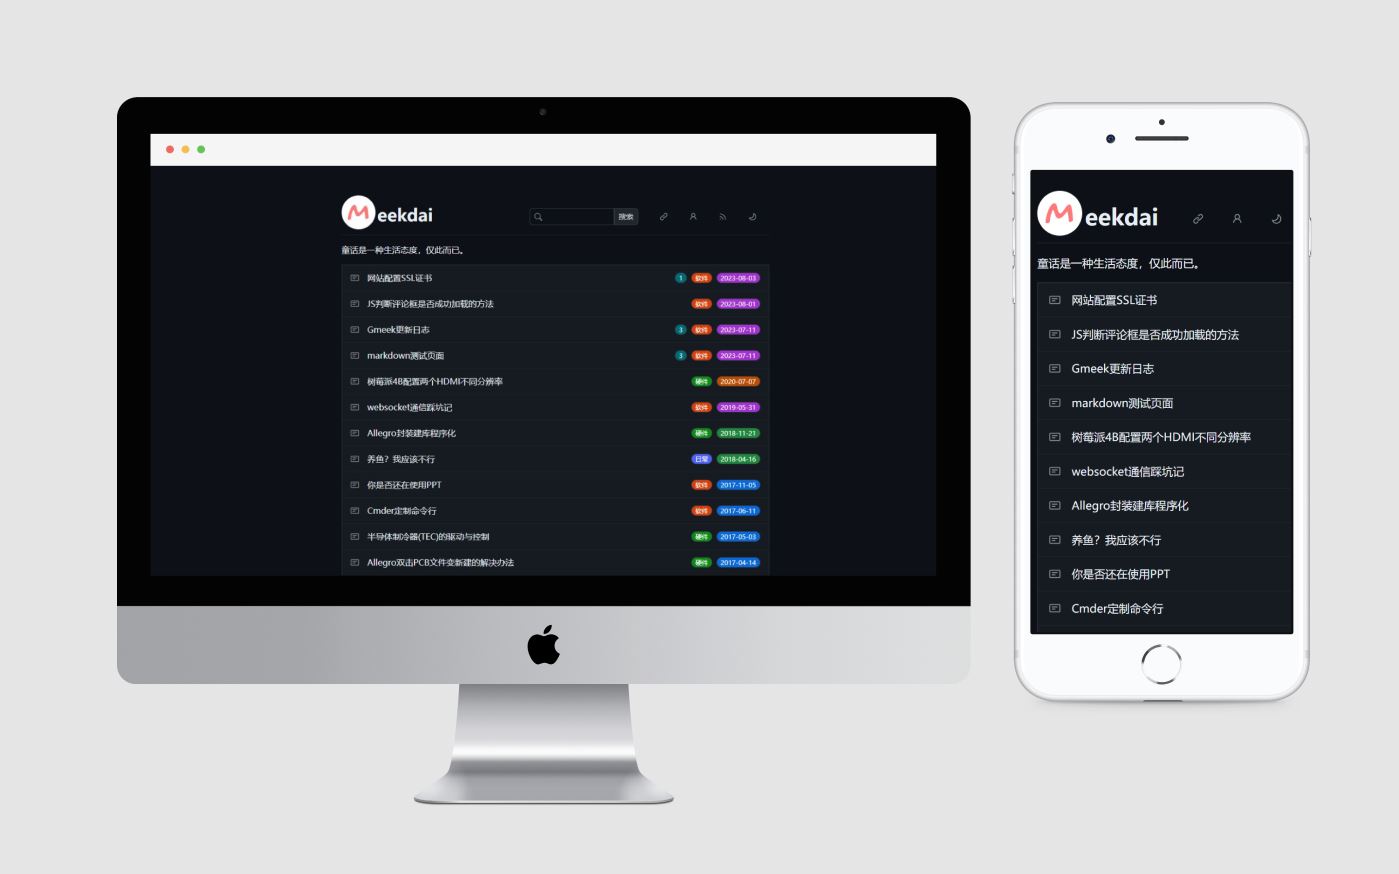 Meekdai
搜索
童话是一种生活态度，仅此而已。
网站配置SSL证书 1 软件 2023-08-03
JS判断评论框是否成功加载的方法 软件 2023-08-01
Gmeek更新日志 3 软件 2023-07-11
markdown测试页面 3 软件 2023-07-11
树莓派4B配置两个HDMI不同分辨率 硬件 2020-07-07
websocket通信踩坑记 软件 2019-05-31
Allegro封装建库程序化 硬件 2018-11-21
养鱼？我应该不行 日常 2018-04-16
你是否还在使用PPT 软件 2017-11-05
Cmder定制命令行 软件 2017-06-11
半导体制冷器(TEC)的驱动与控制 硬件 2017-05-03
Allegro双击PCB文件变新建的解决办法 硬件 2017-04-14
Meekdai
童话是一种生活态度，仅此而已。
网站配置SSL证书
JS判断评论框是否成功加载的方法
Gmeek更新日志
markdown测试页面
树莓派4B配置两个HDMI不同分辨率
websocket通信踩坑记
Allegro封装建库程序化
养鱼？我应该不行
你是否还在使用PPT
Cmder定制命令行